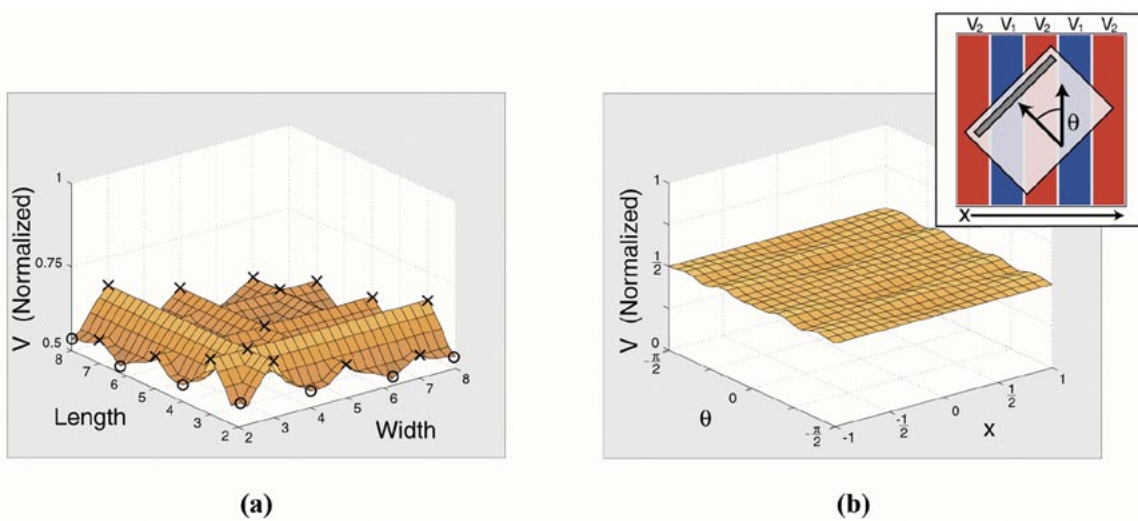 V₂ V₁ V₂ V₁ V₂
θ
X
V (Normalized)
1
0.75
0.5
8
7
6
5
4
3
2
Length
2
3
4
5
6
7
8
Width
V (Normalized)
1
1/2
0
-π/2
0
-π/2
θ
-1
-1/2
0
1/2
1
X
(a)
(b)